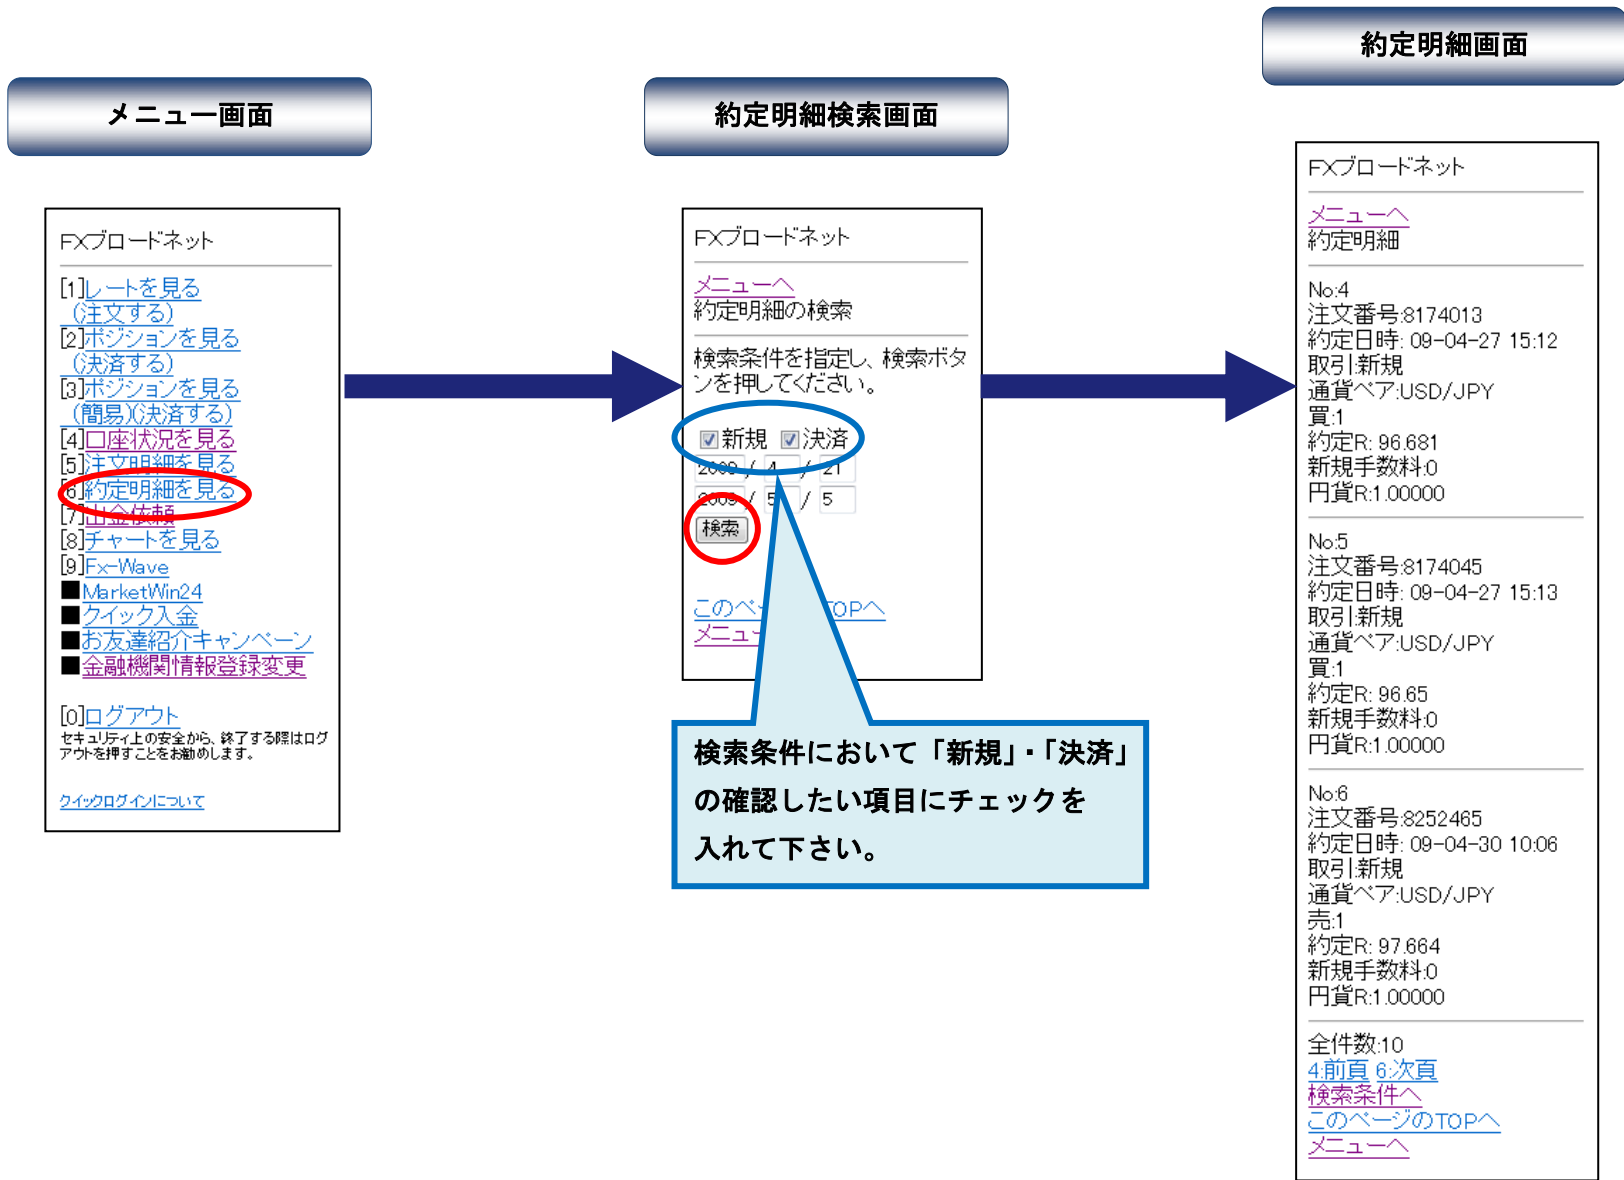 メニュー画面
FXブロードネット
[1]レートを見る
(注文する)
[2]ポジションを見る
(決済する)
[3]ポジションを見る
(簡易)(決済する)
[4]口座状況を見る
[5]注文明細を見る
[6]約定明細を見る
[7]出金依頼
[8]チャートを見る
[9]Fx-Wave
■MarketWin24
■クイック入金
■お友達紹介キャンペーン
■金融機関情報登録変更
[0]ログアウト
セキュリティ上の安全から、終了する際はログ
アウトを押すことをお勧めします。
クイックログインについて
約定明細検索画面
FXブロードネット
メニューへ
約定明細の検索
検索条件を指定し、検索ボタ
ンを押してください。
新規 決済
2009 / 4 / 21
2009 / 5 / 5
検索
このペ TOPへ
メニュー
検索条件において「新規」・「決済」
の確認したい項目にチェックを
入れて下さい。
約定明細画面
FXブロードネット
メニューへ
約定明細
No:4
注文番号:8174013
約定日時: 09-04-27 15:12
取引:新規
通貨ペア:USD/JPY
買:1
約定R: 96.681
新規手数料:0
円貨R:1.00000
No:5
注文番号:8174045
約定日時: 09-04-27 15:13
取引:新規
通貨ペア:USD/JPY
買:1
約定R: 96.65
新規手数料:0
円貨R:1.00000
No:6
注文番号:8252465
約定日時: 09-04-30 10:06
取引:新規
通貨ペア:USD/JPY
売:1
約定R: 97.664
新規手数料:0
円貨R:1.00000
全件数:10
4:前頁 6:次頁
検索条件へ
このページのTOPへ
メニューへ